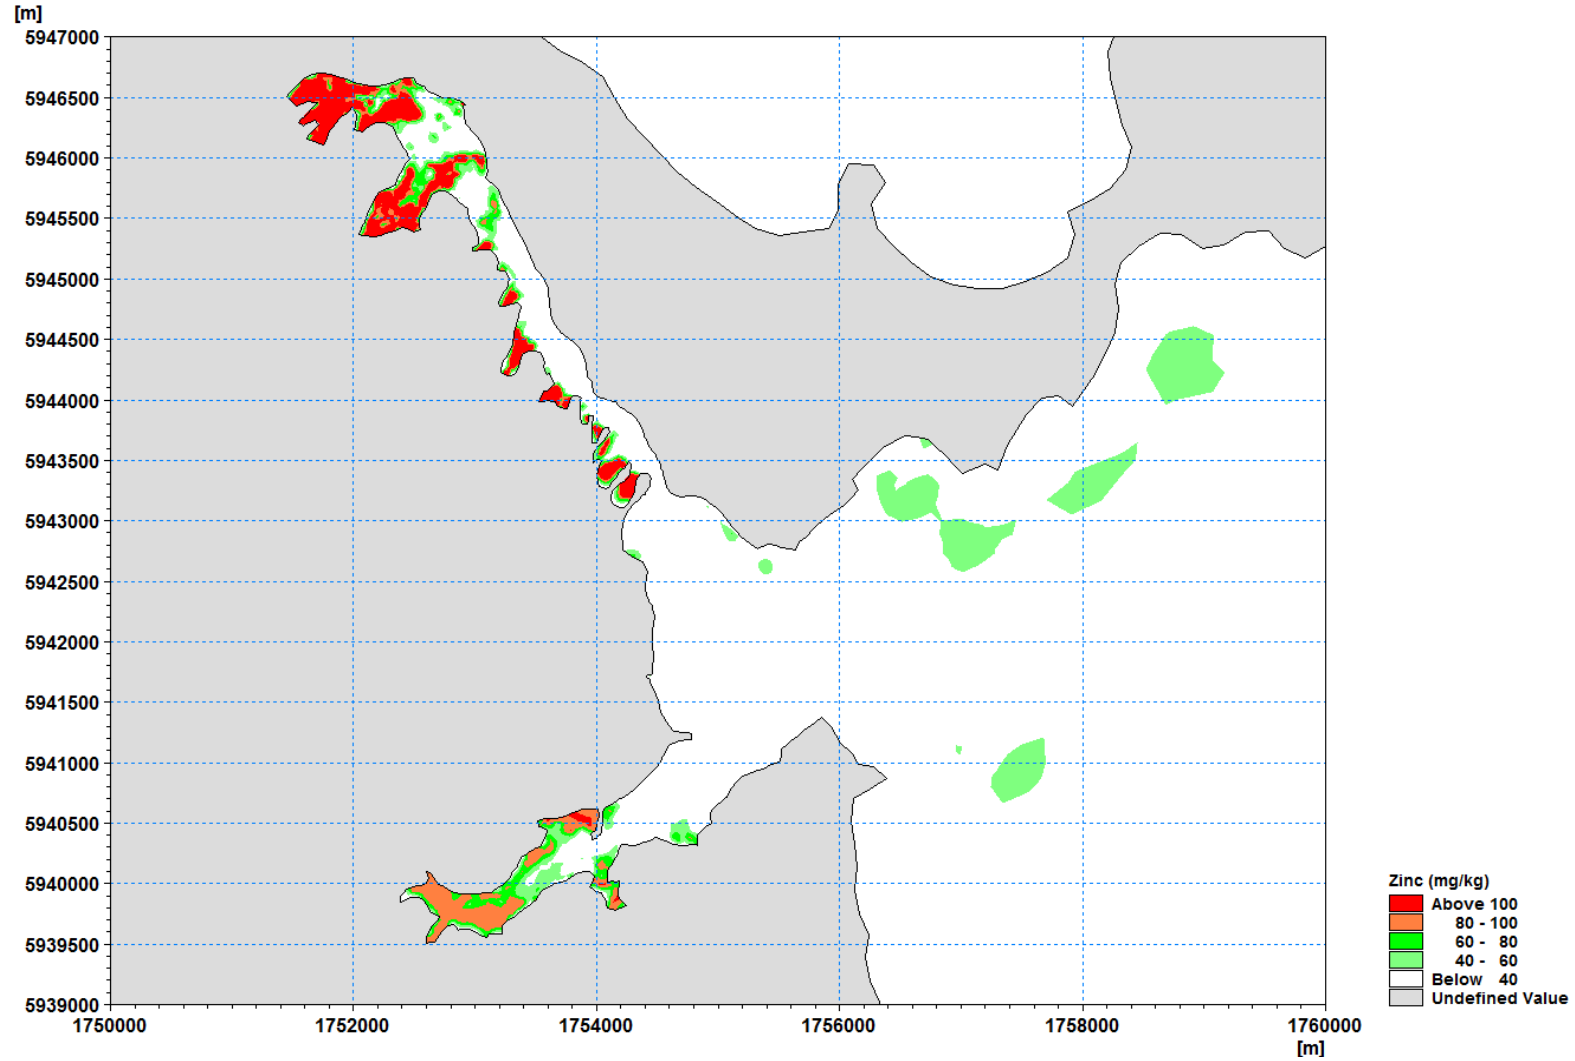 [m]
5947000
5946500
5946000
5945500
5945000
5944500
5944000
5943500
5943000
5942500
5942000
5941500
5941000
5940500
5940000
5939500
5939000
1750000 1752000 1754000 1756000 1758000 1760000
[m]
Zinc (mg/kg)
Above 100
80 - 100
60 - 80
40 - 60
Below 40
Undefined Value